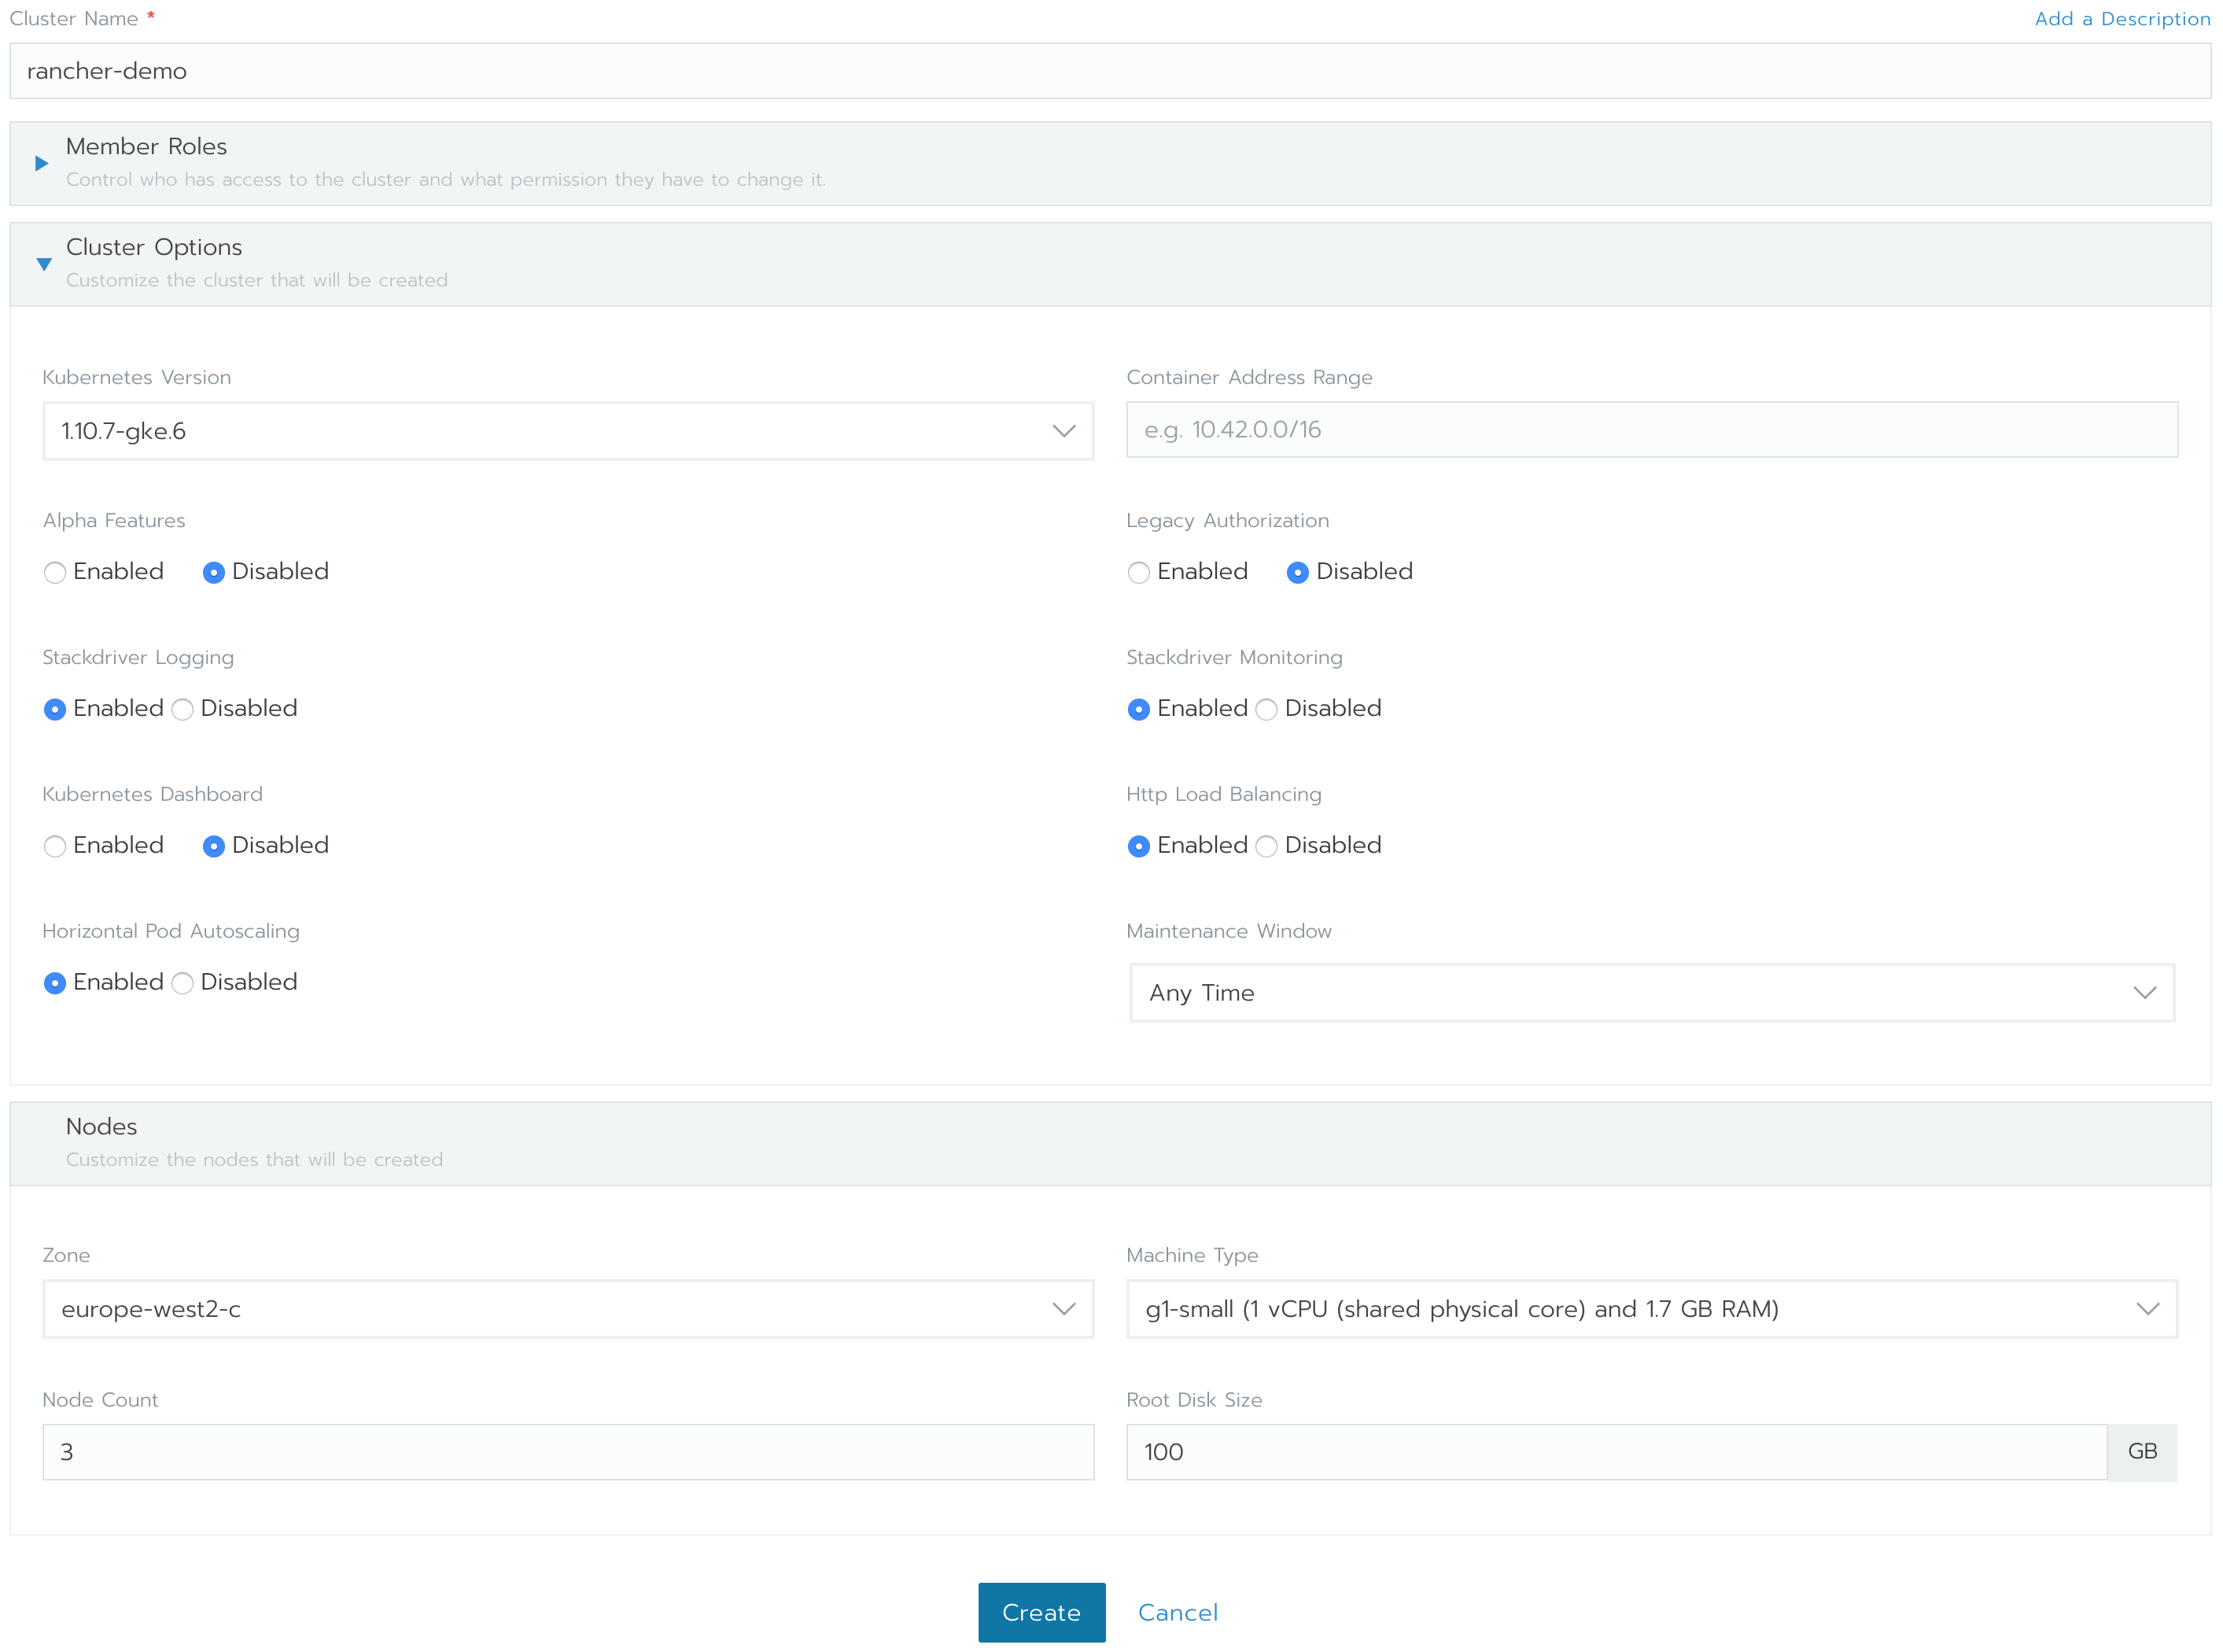 Cluster Name *
Add a Description
rancher-demo
Member Roles
Control who has access to the cluster and what permission they have to change it.
Cluster Options
Customize the cluster that will be created
Kubernetes Version
Container Address Range
1.10.7-gke.6
e.g. 10.42.0.0/16
Alpha Features
Legacy Authorization
Enabled Disabled
Enabled Disabled
Stackdriver Logging
Stackdriver Monitoring
Enabled Disabled
Enabled Disabled
Kubernetes Dashboard
Http Load Balancing
Enabled Disabled
Enabled Disabled
Horizontal Pod Autoscaling
Maintenance Window
Enabled Disabled
Any Time
Nodes
Customize the nodes that will be created
Zone
Machine Type
europe-west2-c
g1-small (1 vCPU (shared physical core) and 1.7 GB RAM)
Node Count
Root Disk Size
3
100
GB
Create
Cancel